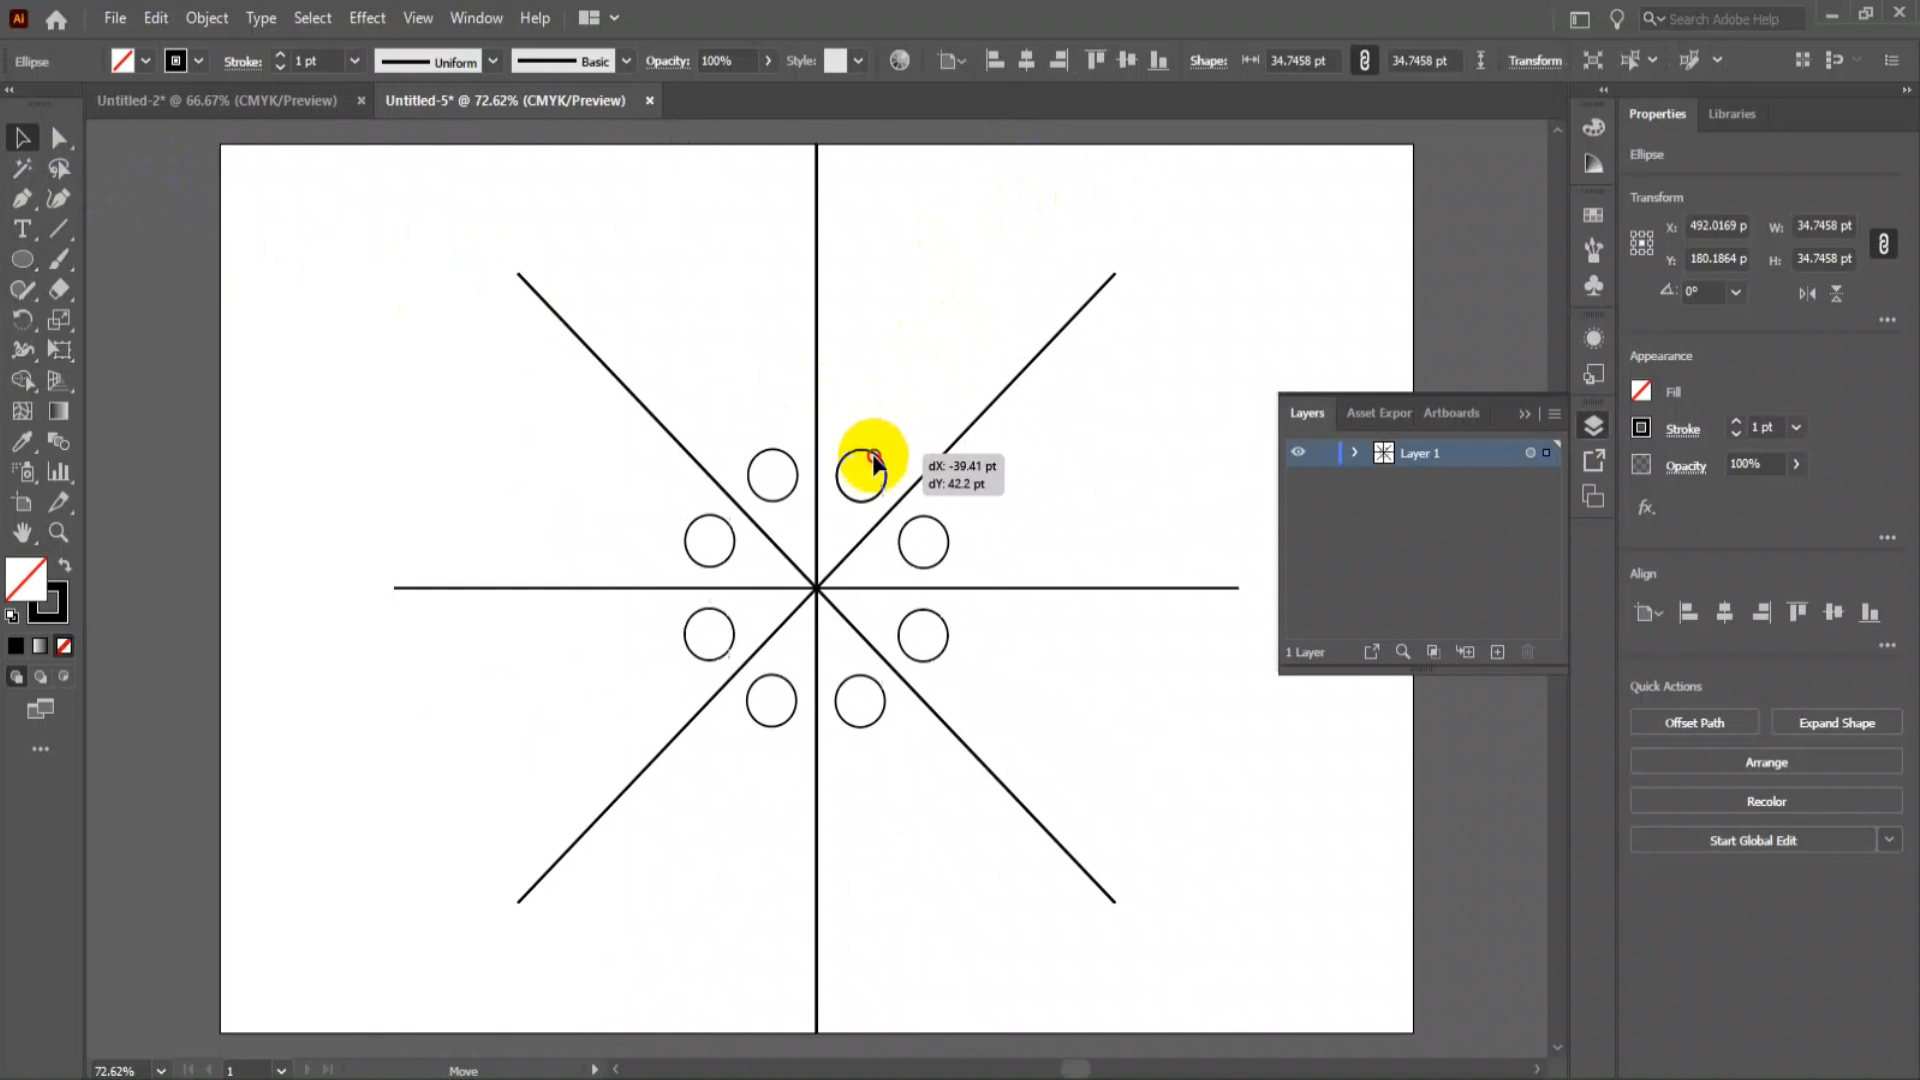 Ai File Edit Object Type Select Effect View Window Help Search Adobe Help
Ellipse Stroke: 1 pt Uniform Basic Opacity: 100% Style: Shape: 34.7458 pt 34.7458 pt Transform
Untitled-2* @ 66.67% (CMYK/Preview) × Untitled-5* @ 72.62% (CMYK/Preview) ×
Properties Libraries
Ellipse
Transform
X: 492.0169 p W: 34.7458 pt
Y: 180.1864 p H: 34.7458 pt
0°
Appearance
Fill
Stroke 1 pt
Opacity 100%
fx.
Align
Quick Actions
Offset Path Expand Shape
Arrange
Recolor
Start Global Edit
Layers Asset Expor Artboards
Layer 1
1 Layer
dX: -39.41 pt
dY: 42.2 pt
72.62% 1 Move